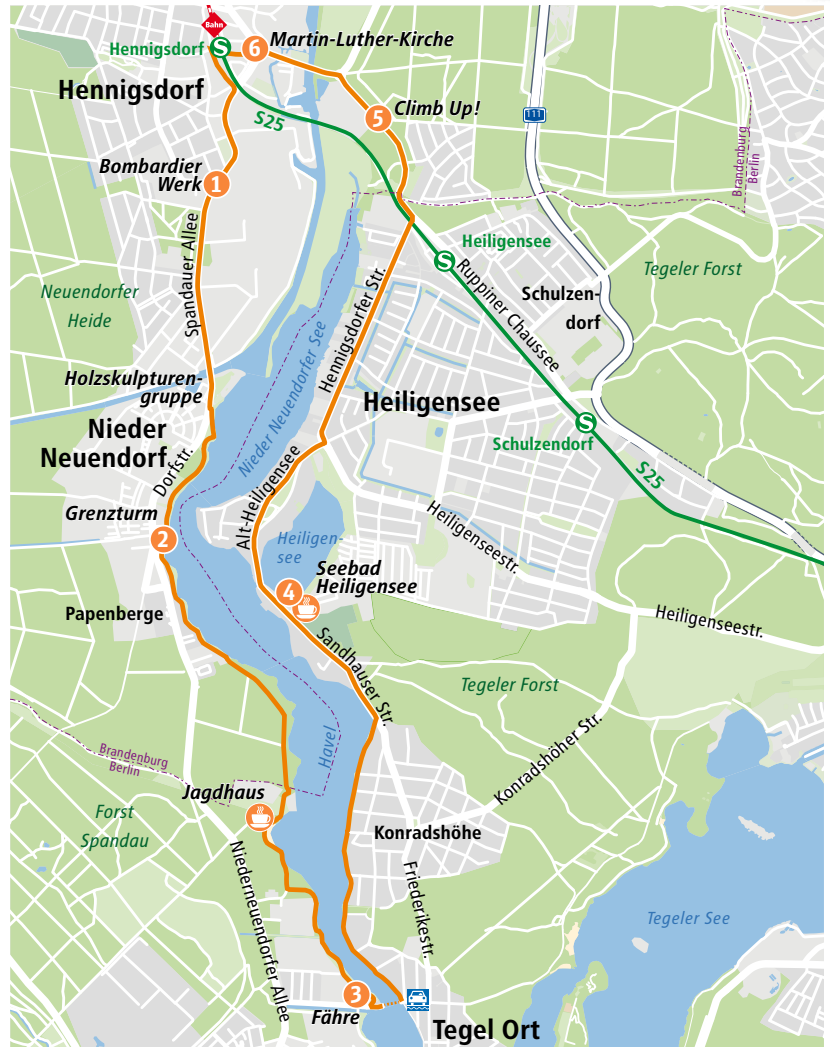 Bahn
Hennigsdorf
S
6
Martin-Luther-Kirche
Hennigsdorf
S25
5
Climb Up!
111
Bombardier
Werk
1
Brandenburg
Berlin
Spandauer Allee
Neuendorfer
Heide
Heiligensee
S
Ruppiner Chaussee
Tegeler Forst
Schulzen-
dorf
Hennigsdorfer Str.
Nieder Neuendorfer See
Holzskulpturen-
gruppe
Heiligensee
Nieder
Neuendorf
S
Schulzendorf
S25
Dorfstr.
Alt-Heiligensee
Grenzturm
2
Heiligen-
see
Heiligenseestr.
4
Seebad
Heiligensee
Papenberge
Heiligenseestr.
Sandhauser Str.
Tegeler Forst
Havel
Konradshöher Str.
Brandenburg
Berlin
Jagdhaus
Forst
Spandau
Konradshöhe
Niederneuendorfer Allee
Friederikestr.
Tegeler See
3
Fähre
Tegel Ort